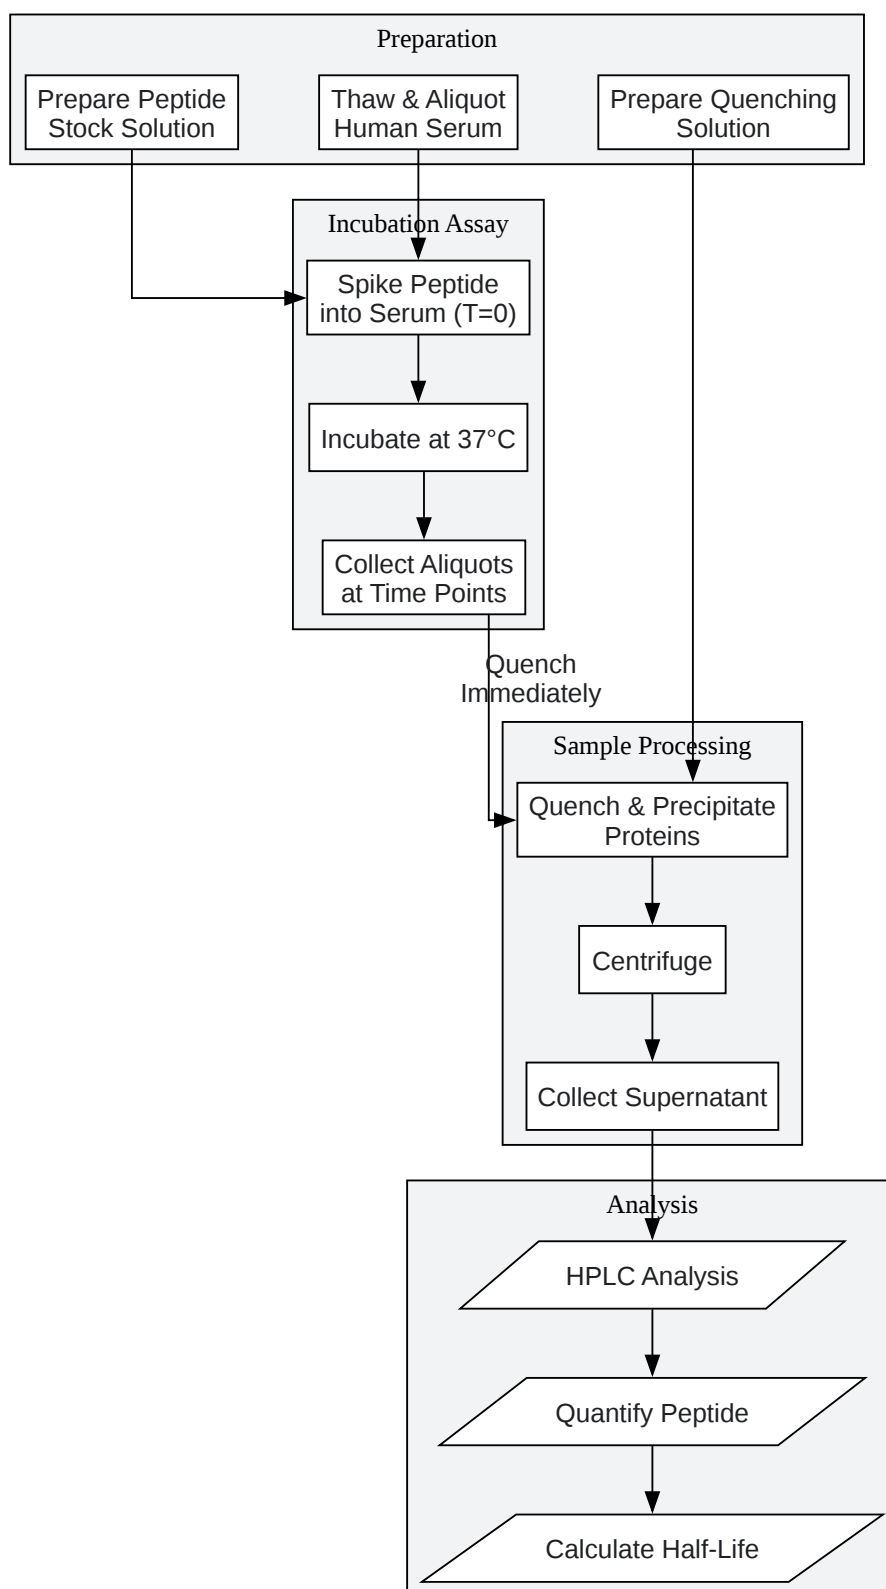 Preparation
Prepare Peptide
Stock Solution
Thaw & Aliquot
Human Serum
Prepare Quenching
Solution
Incubation Assay
Spike Peptide
into Serum (T=0)
Incubate at 37°C
Collect Aliquots
at Time Points
Quench
Immediately
Sample Processing
Quench & Precipitate
Proteins
Centrifuge
Collect Supernatant
Analysis
HPLC Analysis
Quantify Peptide
Calculate Half-Life